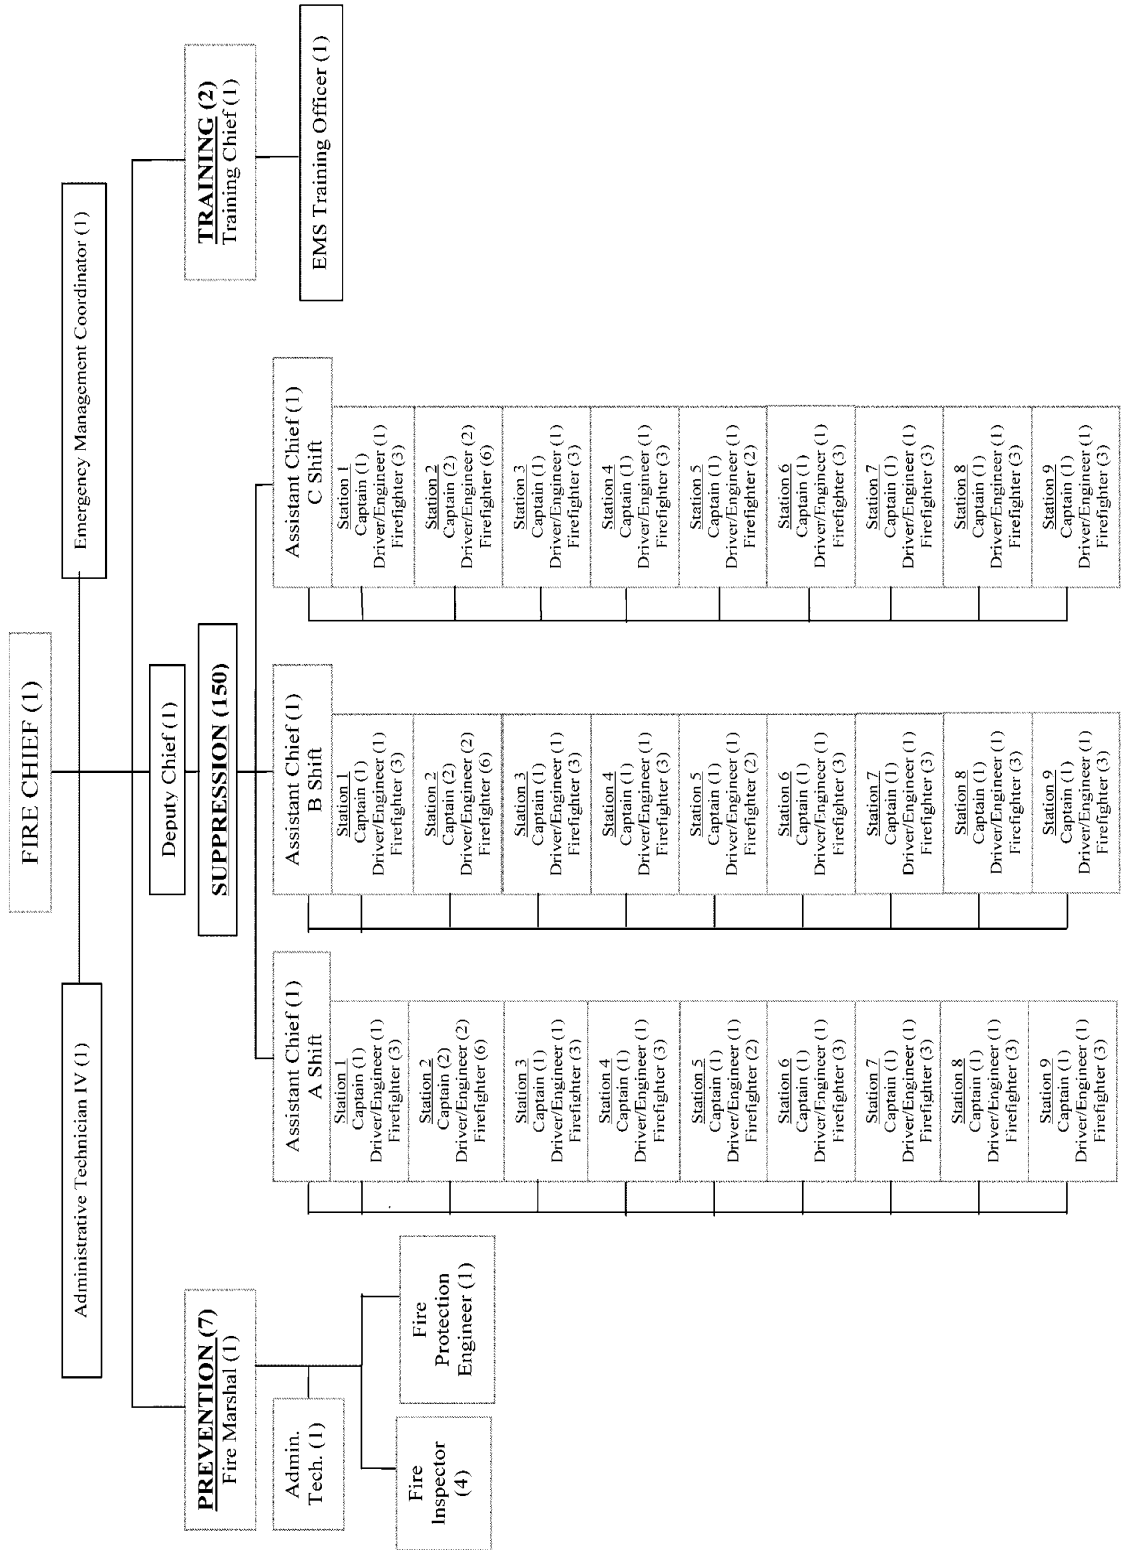 FIRE CHIEF (1)
Administrative Technician IV (1)
Emergency Management Coordinator (1)
Deputy Chief (1)
PREVENTION (7)
Fire Marshal (1)
SUPPRESSION (150)
TRAINING (2)
Training Chief (1)
Admin.
Tech. (1)
Fire
Inspector
(4)
Fire
Protection
Engineer (1)
EMS Training Officer (1)
Assistant Chief (1)
A Shift
Station 1
Captain (1)
Driver/Engineer (1)
Firefighter (3)
Station 2
Captain (2)
Driver/Engineer (2)
Firefighter (6)
Station 3
Captain (1)
Driver/Engineer (1)
Firefighter (3)
Station 4
Captain (1)
Driver/Engineer (1)
Firefighter (3)
Station 5
Captain (1)
Driver/Engineer (1)
Firefighter (2)
Station 6
Captain (1)
Driver/Engineer (1)
Firefighter (3)
Station 7
Captain (1)
Driver/Engineer (1)
Firefighter (3)
Station 8
Captain (1)
Driver/Engineer (1)
Firefighter (3)
Station 9
Captain (1)
Driver/Engineer (1)
Firefighter (3)
Assistant Chief (1)
B Shift
Station 1
Captain (1)
Driver/Engineer (1)
Firefighter (3)
Station 2
Captain (2)
Driver/Engineer (2)
Firefighter (6)
Station 3
Captain (1)
Driver/Engineer (1)
Firefighter (3)
Station 4
Captain (1)
Driver/Engineer (1)
Firefighter (3)
Station 5
Captain (1)
Driver/Engineer (1)
Firefighter (2)
Station 6
Captain (1)
Driver/Engineer (1)
Firefighter (3)
Station 7
Captain (1)
Driver/Engineer (1)
Firefighter (3)
Station 8
Captain (1)
Driver/Engineer (1)
Firefighter (3)
Station 9
Captain (1)
Driver/Engineer (1)
Firefighter (3)
Assistant Chief (1)
C Shift
Station 1
Captain (1)
Driver/Engineer (1)
Firefighter (3)
Station 2
Captain (2)
Driver/Engineer (2)
Firefighter (6)
Station 3
Captain (1)
Driver/Engineer (1)
Firefighter (3)
Station 4
Captain (1)
Driver/Engineer (1)
Firefighter (3)
Station 5
Captain (1)
Driver/Engineer (1)
Firefighter (2)
Station 6
Captain (1)
Driver/Engineer (1)
Firefighter (3)
Station 7
Captain (1)
Driver/Engineer (1)
Firefighter (3)
Station 8
Captain (1)
Driver/Engineer (1)
Firefighter (3)
Station 9
Captain (1)
Driver/Engineer (1)
Firefighter (3)